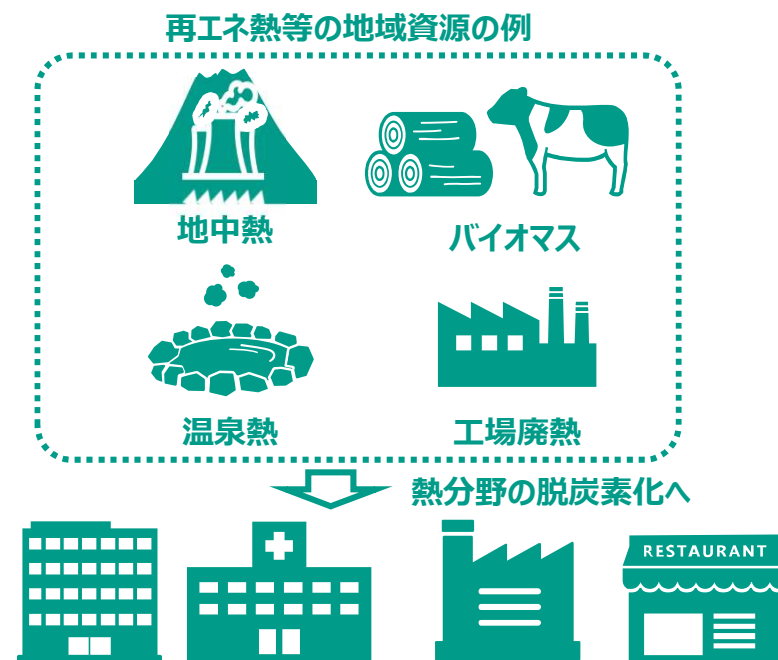 再エネ熱等の地域資源の例
地中熱
バイオマス
温泉熱
工場廃熱
熱分野の脱炭素化へ
RESTAURANT